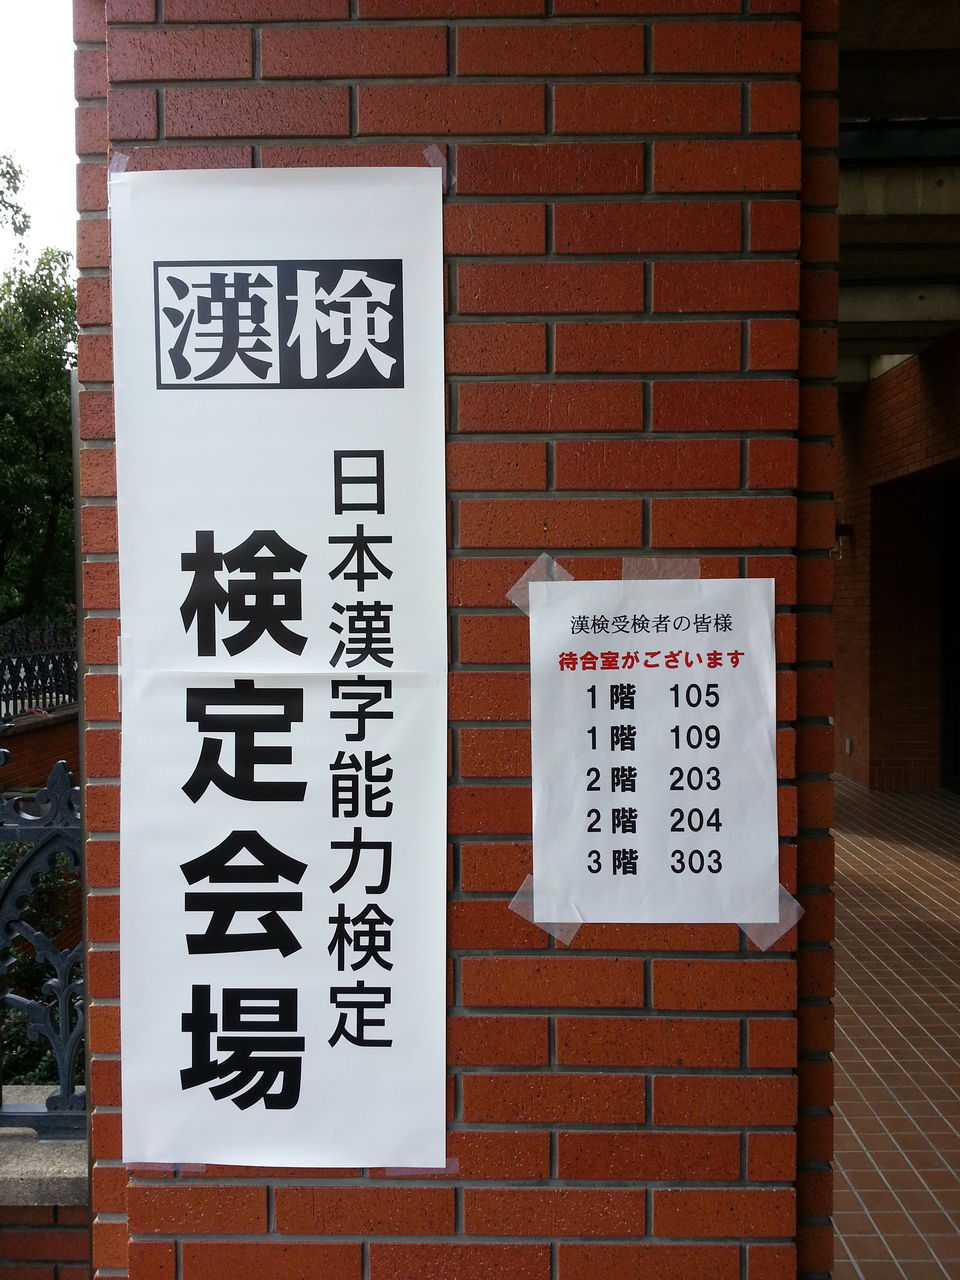 漢検
日本漢字能力検定
検定会場
漢検受検者の皆様
待合室がございます
1階 105
1階 109
2階 203
2階 204
3階 303